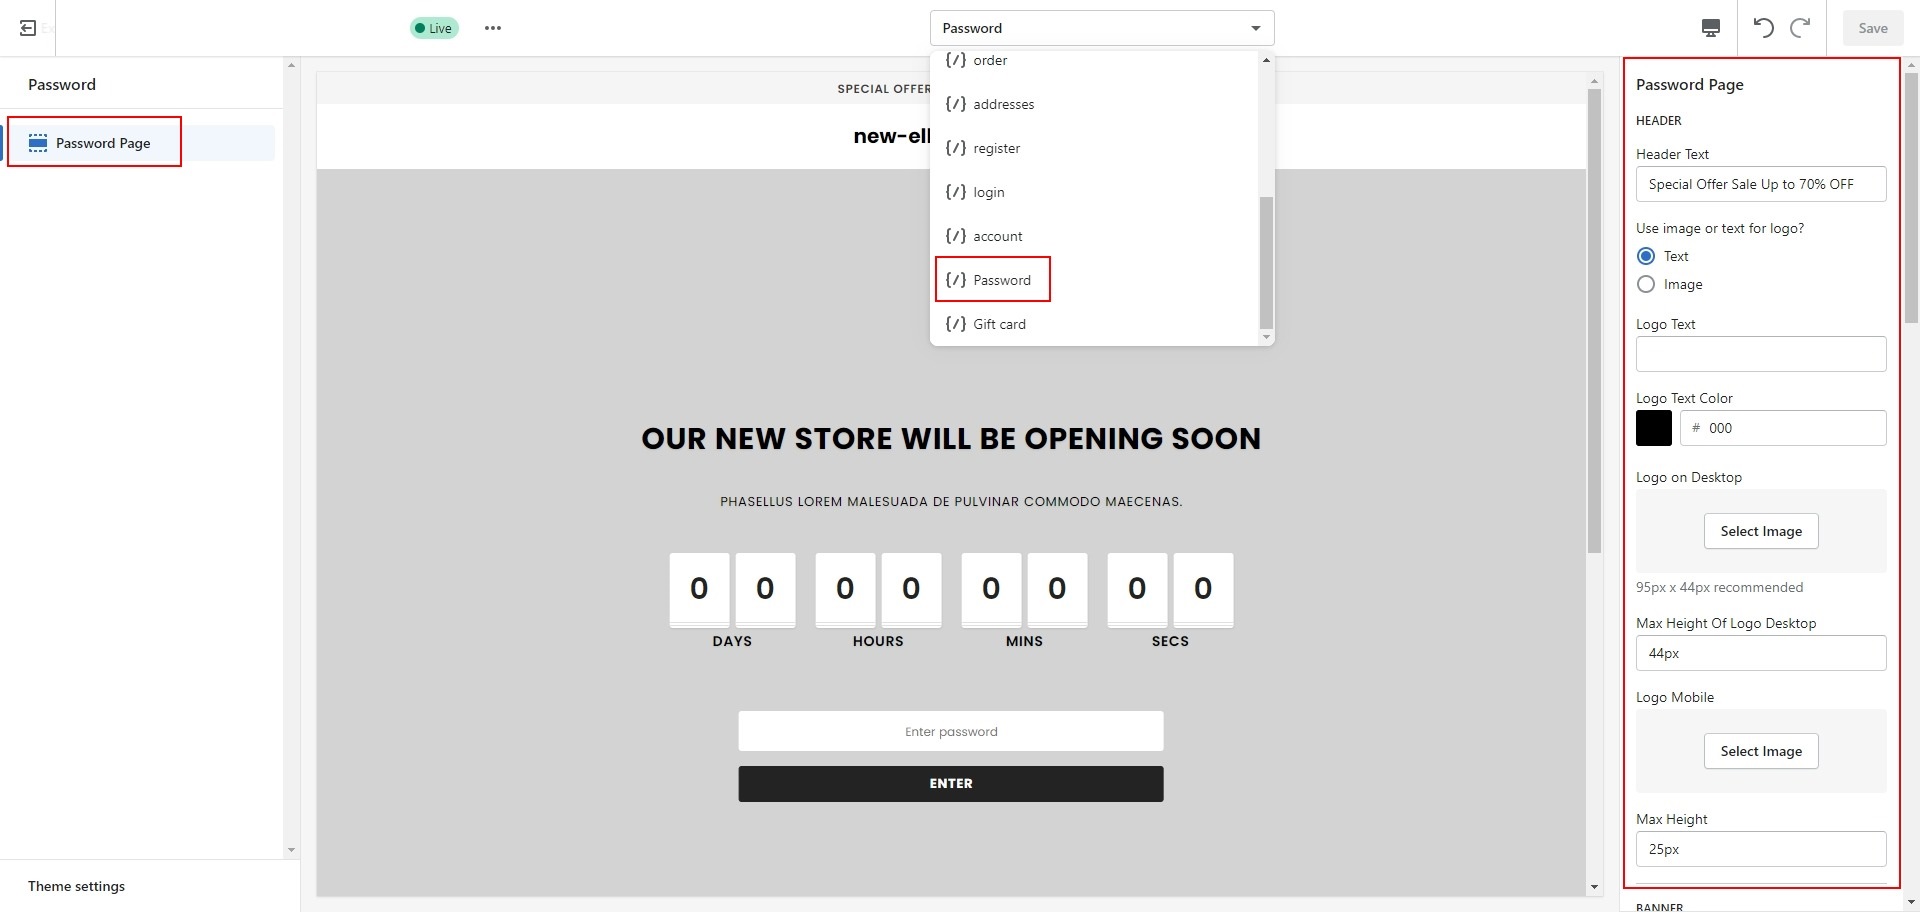 Live
Password
Save
Password
Password Page
Theme settings
SPECIAL OFFER
new-ell
{/} order
{/} addresses
{/} register
{/} login
{/} account
{/} Password
{/} Gift card
OUR NEW STORE WILL BE OPENING SOON
PHASELLUS LOREM MALESUADA DE PULVINAR COMMODO MAECENAS.
0 0 0 0 0 0 0 0
DAYS HOURS MINS SECS
Enter password
ENTER
Password Page
HEADER
Header Text
Special Offer Sale Up to 70% OFF
Use image or text for logo?
Text
Image
Logo Text
Logo Text Color
# 000
Logo on Desktop
Select Image
95px x 44px recommended
Max Height Of Logo Desktop
44px
Logo Mobile
Select Image
Max Height
25px
BANNER